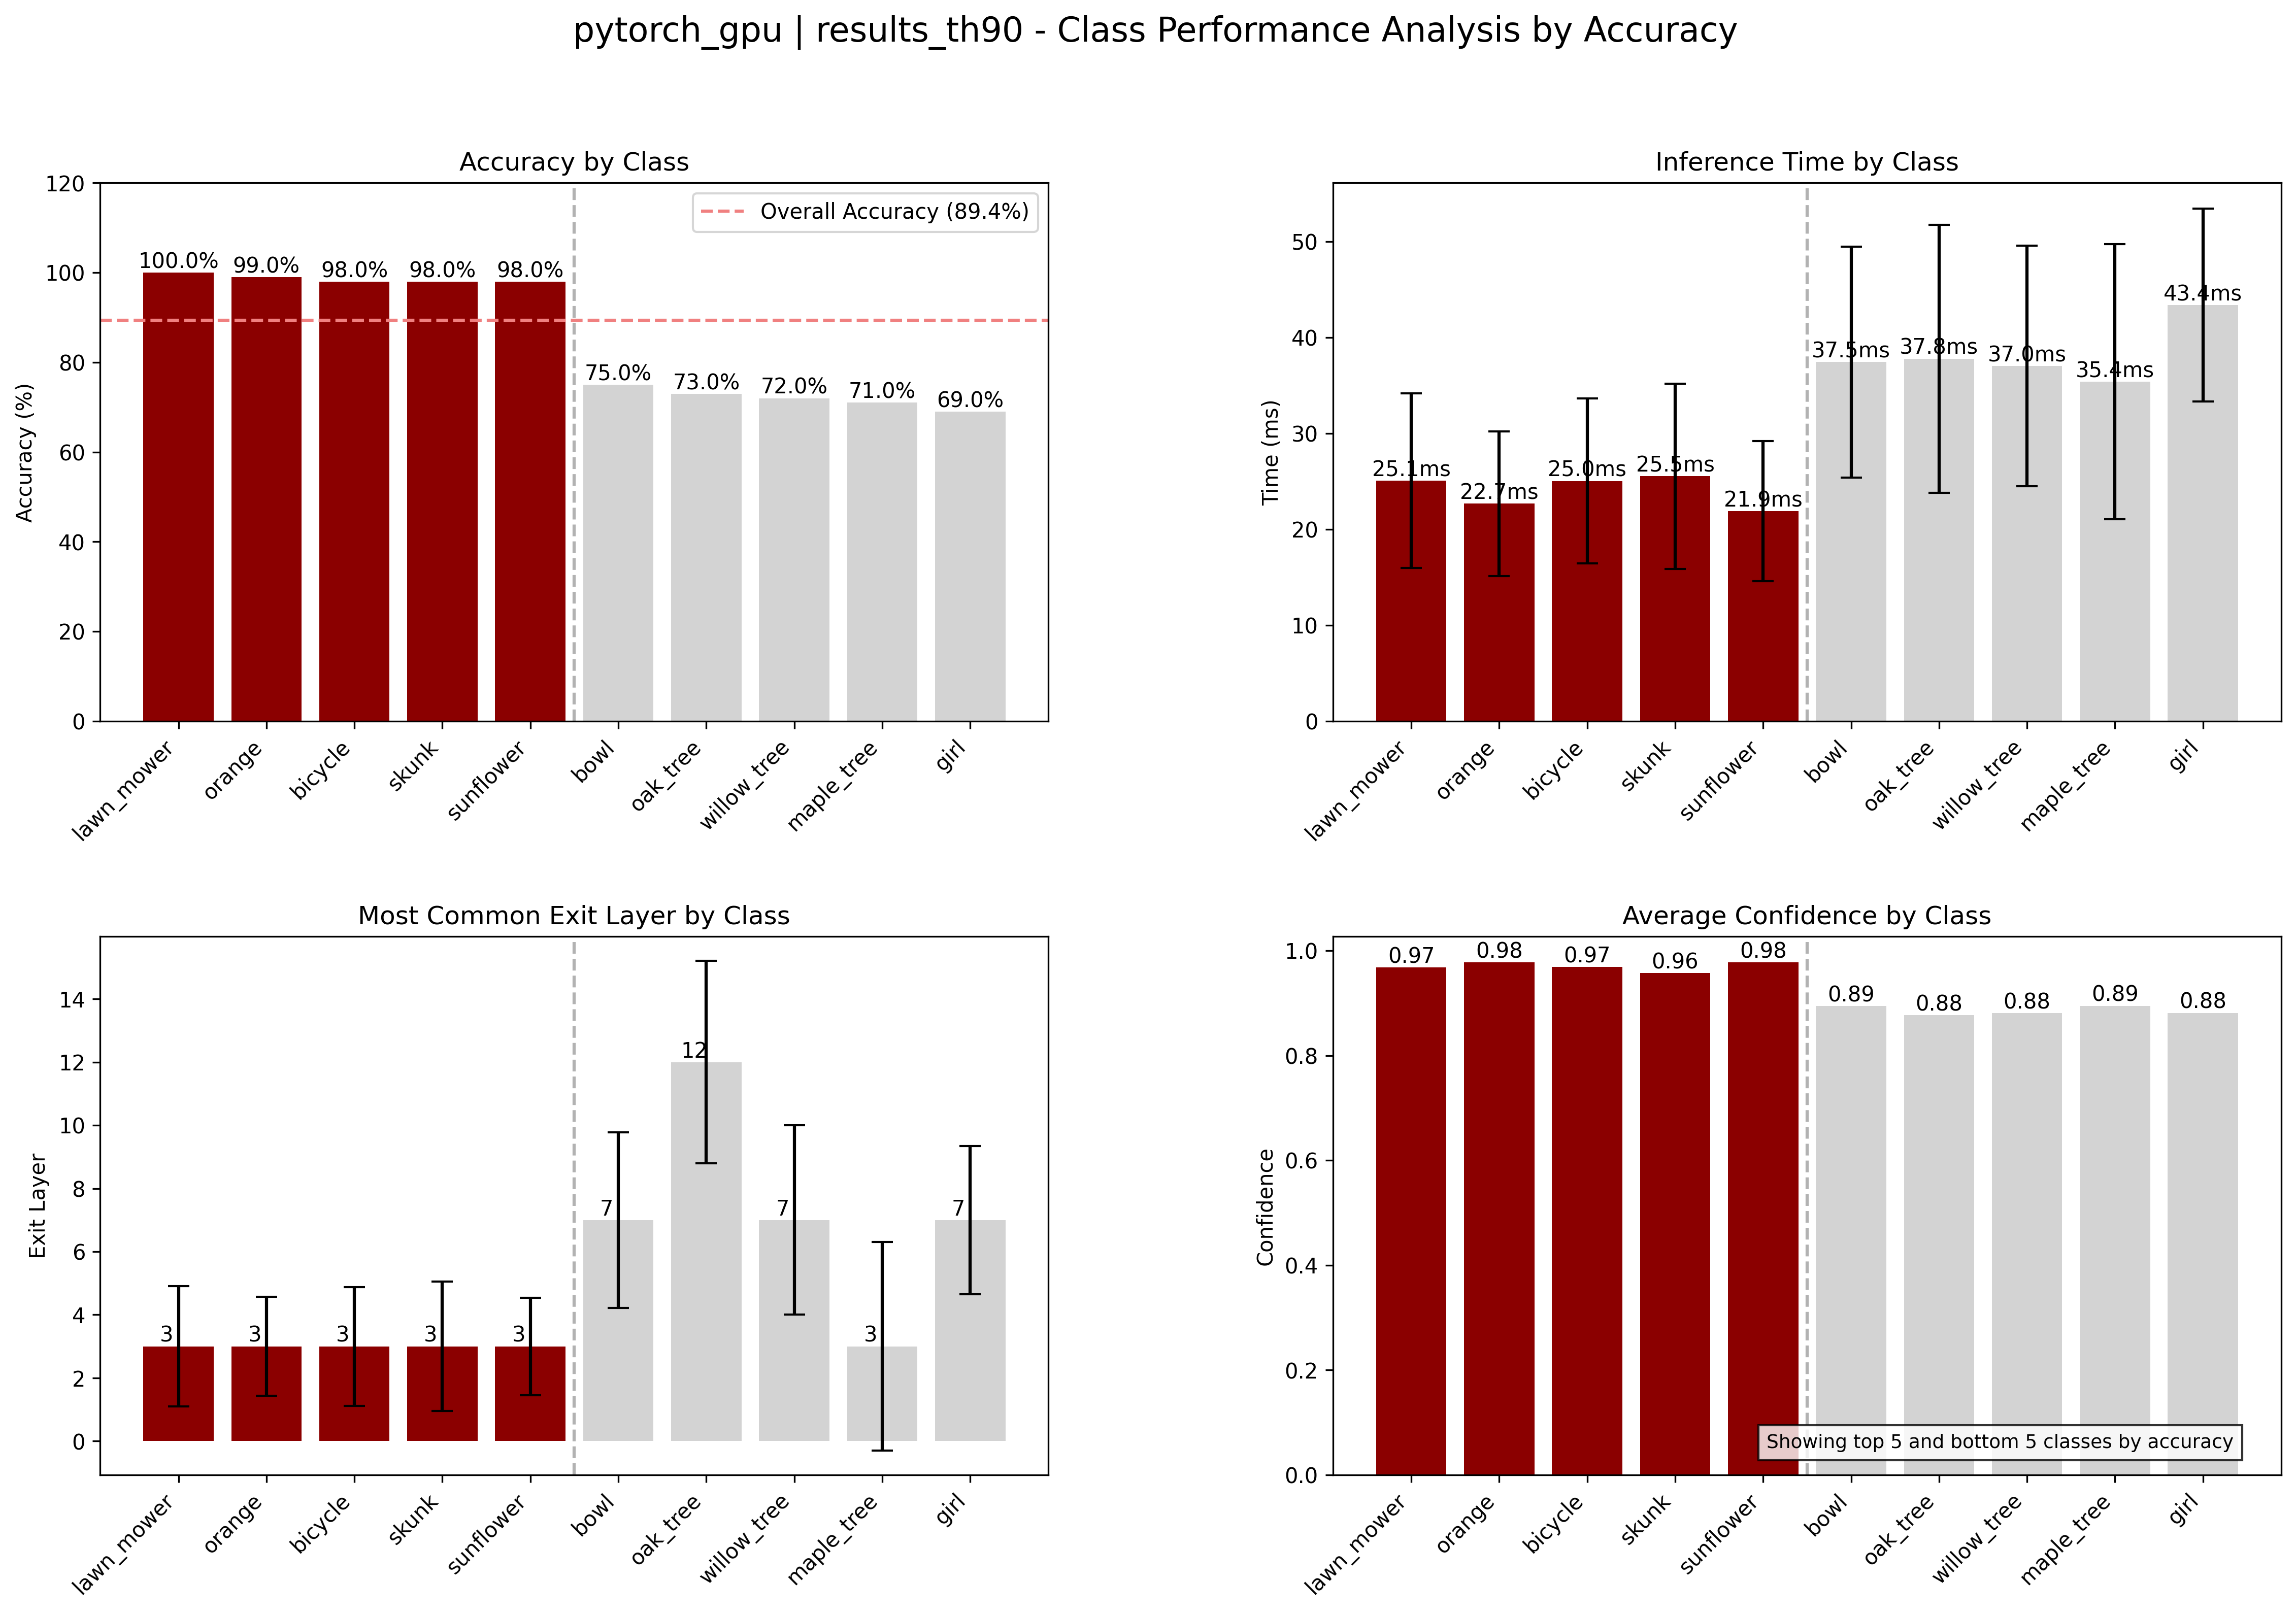 pytorch_gpu | results_th90 - Class Performance Analysis by Accuracy
Accuracy by Class
Accuracy (%)
120
100
80
60
40
20
0
Overall Accuracy (89.4%)
100.0%
99.0%
98.0%
98.0%
98.0%
75.0%
73.0%
72.0%
71.0%
69.0%
lawn_mower
orange
bicycle
skunk
sunflower
bowl
oak_tree
willow_tree
maple_tree
girl
Inference Time by Class
Time (ms)
50
40
30
20
10
0
25.1ms
22.7ms
25.0ms
25.5ms
21.9ms
37.5ms
37.8ms
37.0ms
35.4ms
43.4ms
lawn_mower
orange
bicycle
skunk
sunflower
bowl
oak_tree
willow_tree
maple_tree
girl
Most Common Exit Layer by Class
Exit Layer
14
12
10
8
6
4
2
0
3
3
3
3
3
7
12
7
3
7
lawn_mower
orange
bicycle
skunk
sunflower
bowl
oak_tree
willow_tree
maple_tree
girl
Average Confidence by Class
Confidence
1.0
0.8
0.6
0.4
0.2
0.0
0.97
0.98
0.97
0.96
0.98
0.89
0.88
0.88
0.89
0.88
Showing top 5 and bottom 5 classes by accuracy
lawn_mower
orange
bicycle
skunk
sunflower
bowl
oak_tree
willow_tree
maple_tree
girl